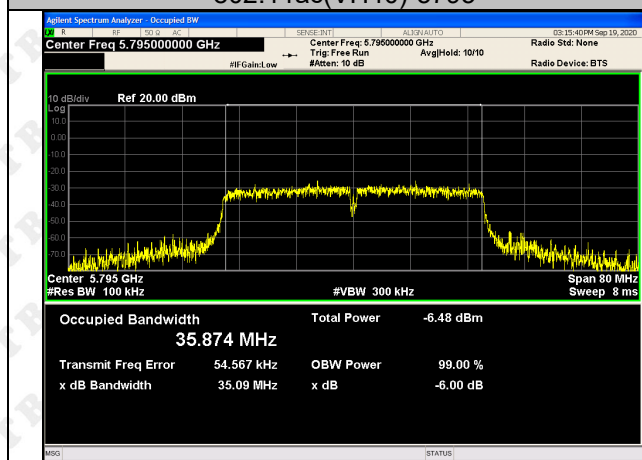 802.11ac(VHT40) 5795
Agilent Spectrum Analyzer - Occupied BW
R RF 50 Ω AC SENSE:INT ALIGN AUTO 03:15:40 PM Sep 19, 2020
Center Freq 5.795000000 GHz Center Freq: 5.795000000 GHz Radio Std: None
Trig: Free Run Avg|Hold: 10/10
#IFGain:Low #Atten: 10 dB Radio Device: BTS
10 dB/div Ref 20.00 dBm
Log
10.0
0.00
-10.0
-20.0
-30.0
-40.0
-50.0
-60.0
-70.0
Center 5.795 GHz Span 80 MHz
#Res BW 100 kHz #VBW 300 kHz Sweep 8 ms
Occupied Bandwidth Total Power -6.48 dBm
35.874 MHz
Transmit Freq Error 54.567 kHz OBW Power 99.00 %
x dB Bandwidth 35.09 MHz x dB -6.00 dB
MSG STATUS